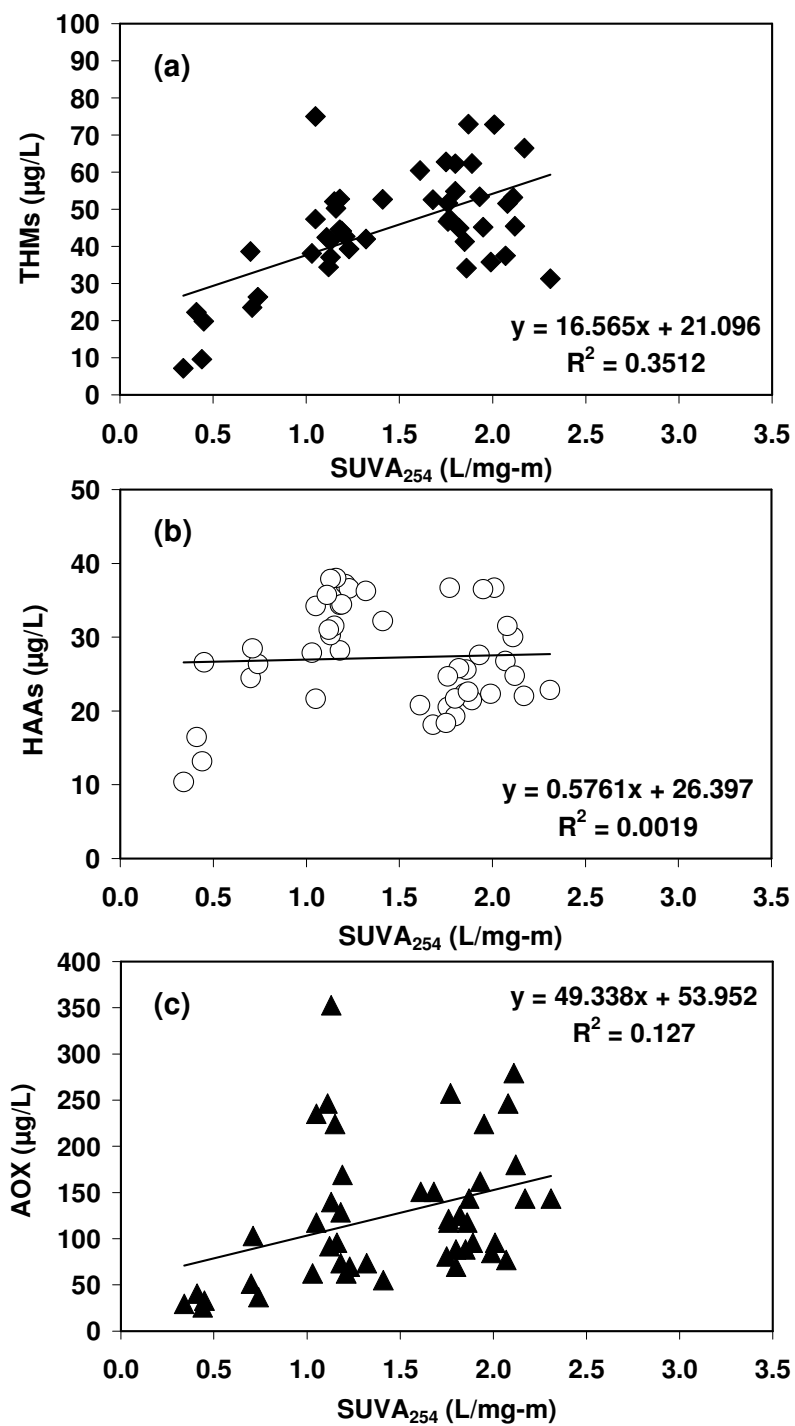 100
90
80
70
60
50
40
30
20
10
0
THMs (µg/L)
(a)
y = 16.565x + 21.096
R² = 0.3512
0.0 0.5 1.0 1.5 2.0 2.5 3.0 3.5
SUVA₂₅₄ (L/mg-m)
50
40
30
20
10
0
HAAs (µg/L)
(b)
y = 0.5761x + 26.397
R² = 0.0019
0.0 0.5 1.0 1.5 2.0 2.5 3.0 3.5
SUVA₂₅₄ (L/mg-m)
400
350
300
250
200
150
100
50
0
AOX (µg/L)
(c)
y = 49.338x + 53.952
R² = 0.127
0.0 0.5 1.0 1.5 2.0 2.5 3.0 3.5
SUVA₂₅₄ (L/mg-m)